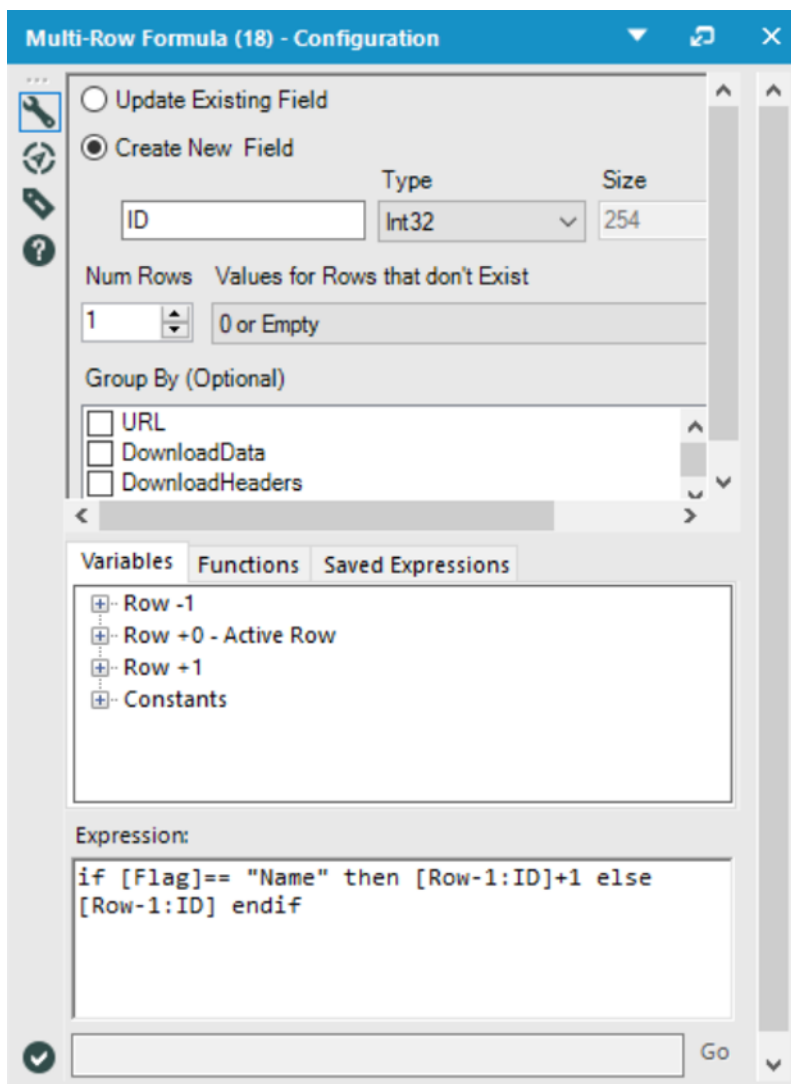 Multi-Row Formula (18) - Configuration
Update Existing Field
Create New Field
Type
Size
ID
Int32
254
Num Rows
Values for Rows that don't Exist
1
0 or Empty
Group By (Optional)
URL
DownloadData
DownloadHeaders
Variables
Functions
Saved Expressions
Row -1
Row +0 - Active Row
Row +1
Constants
Expression:
if [Flag]== "Name" then [Row-1:ID]+1 else
[Row-1:ID] endif
Go